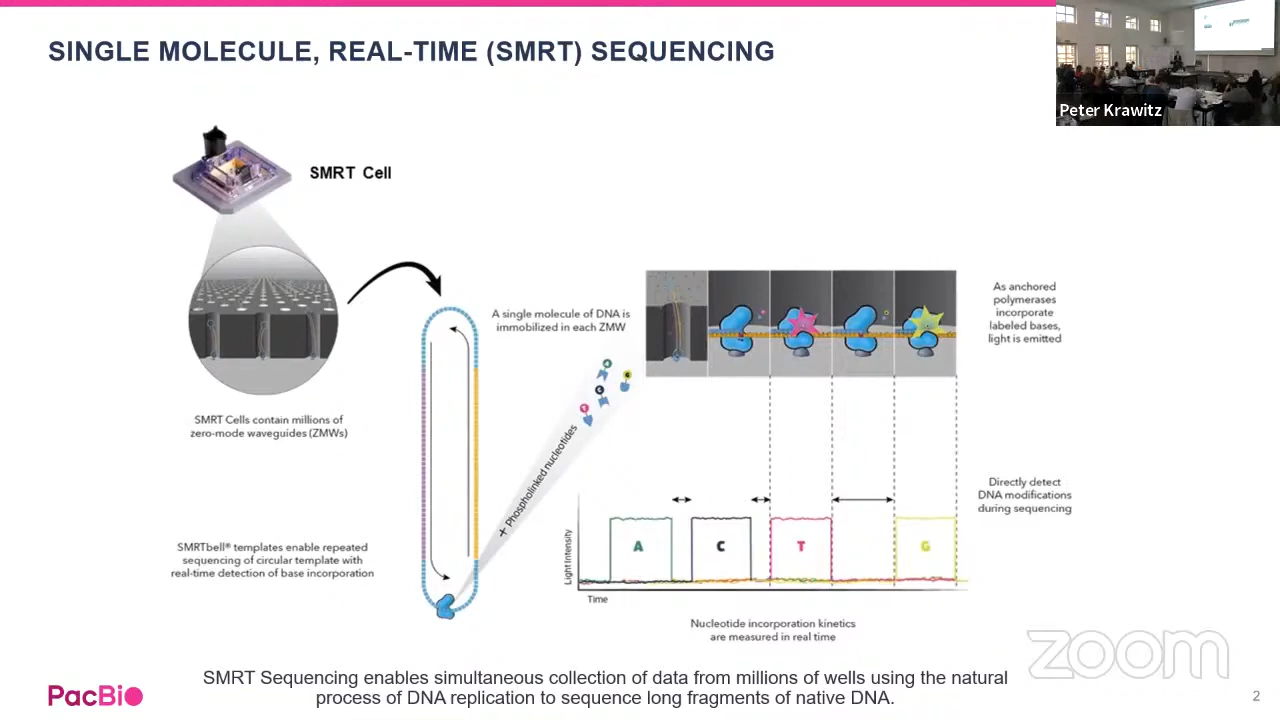 SINGLE MOLECULE, REAL-TIME (SMRT) SEQUENCING
Peter Krawitz
SMRT Cell
SMRT Cells contain millions of
zero-mode waveguides (ZMWs)
A single molecule of DNA is
immobilized in each ZMW
As anchored
polymerases
incorporate
labeled bases,
light is emitted
A
G
C
T
+ Phospholinked nucleotides
Directly detect
DNA modifications
during sequencing
SMRTbell® templates enable repeated
sequencing of circular template with
real-time detection of base incorporation
Light Intensity
A
C
T
G
Time
Nucleotide incorporation kinetics
are measured in real time
zoom
SMRT Sequencing enables simultaneous collection of data from millions of wells using the natural
process of DNA replication to sequence long fragments of native DNA.
PacBio
2